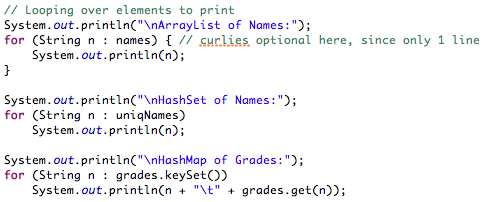 // Looping over elements to print
System.out.println("\nArrayList of Names:");
for (String n : names) { // curlies optional here, since only 1 line
    System.out.println(n);
}

System.out.println("\nHashSet of Names:");
for (String n : uniqNames)
    System.out.println(n);

System.out.println("\nHashMap of Grades:");
for (String n : grades.keySet())
    System.out.println(n + "\t" + grades.get(n));